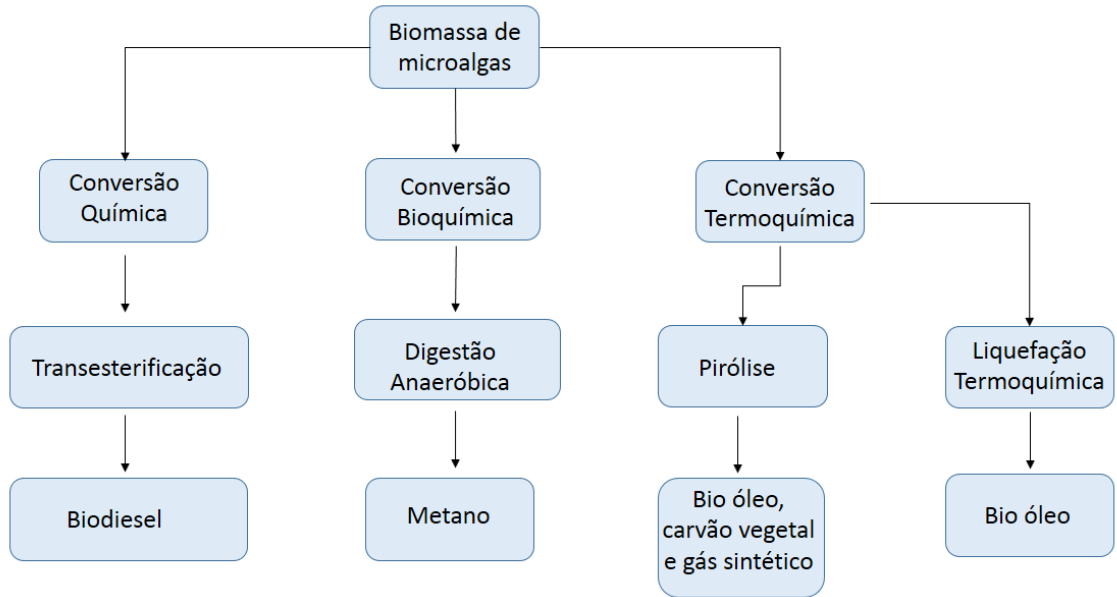 Biomassa de
microalgas
Conversão
Química
Conversão
Bioquímica
Conversão
Termoquímica
Transesterificação
Digestão
Anaeróbica
Pirólise
Liquefação
Termoquímica
Biodiesel
Metano
Bio óleo,
carvão vegetal
e gás sintético
Bio óleo